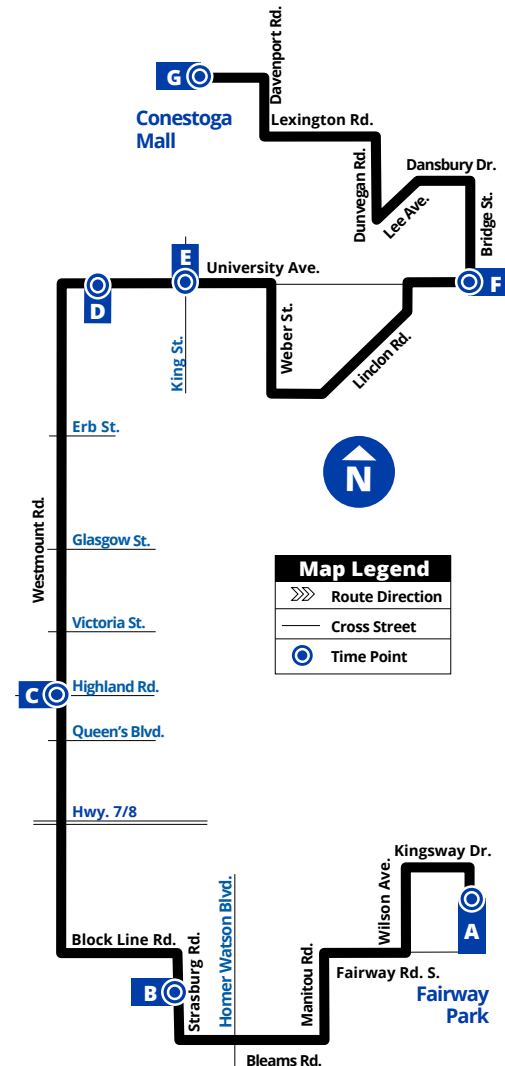 Davenport Rd.
G
Conestoga
Mall
Lexington Rd.
Dunvegan Rd.
Lee Ave.
Dansbury Dr.
Bridge St.
F
E
University Ave.
D
King St.
Weber St.
Linclon Rd.
Erb St.
N
Westmount Rd.
Glasgow St.
Map Legend
Route Direction
Cross Street
Time Point
Victoria St.
C
Highland Rd.
Queen's Blvd.
Hwy. 7/8
Kingsway Dr.
Wilson Ave.
A
Block Line Rd.
B
Strasburg Rd.
Homer Watson Blvd.
Manitou Rd.
Fairway Rd. S.
Fairway
Park
Bleams Rd.